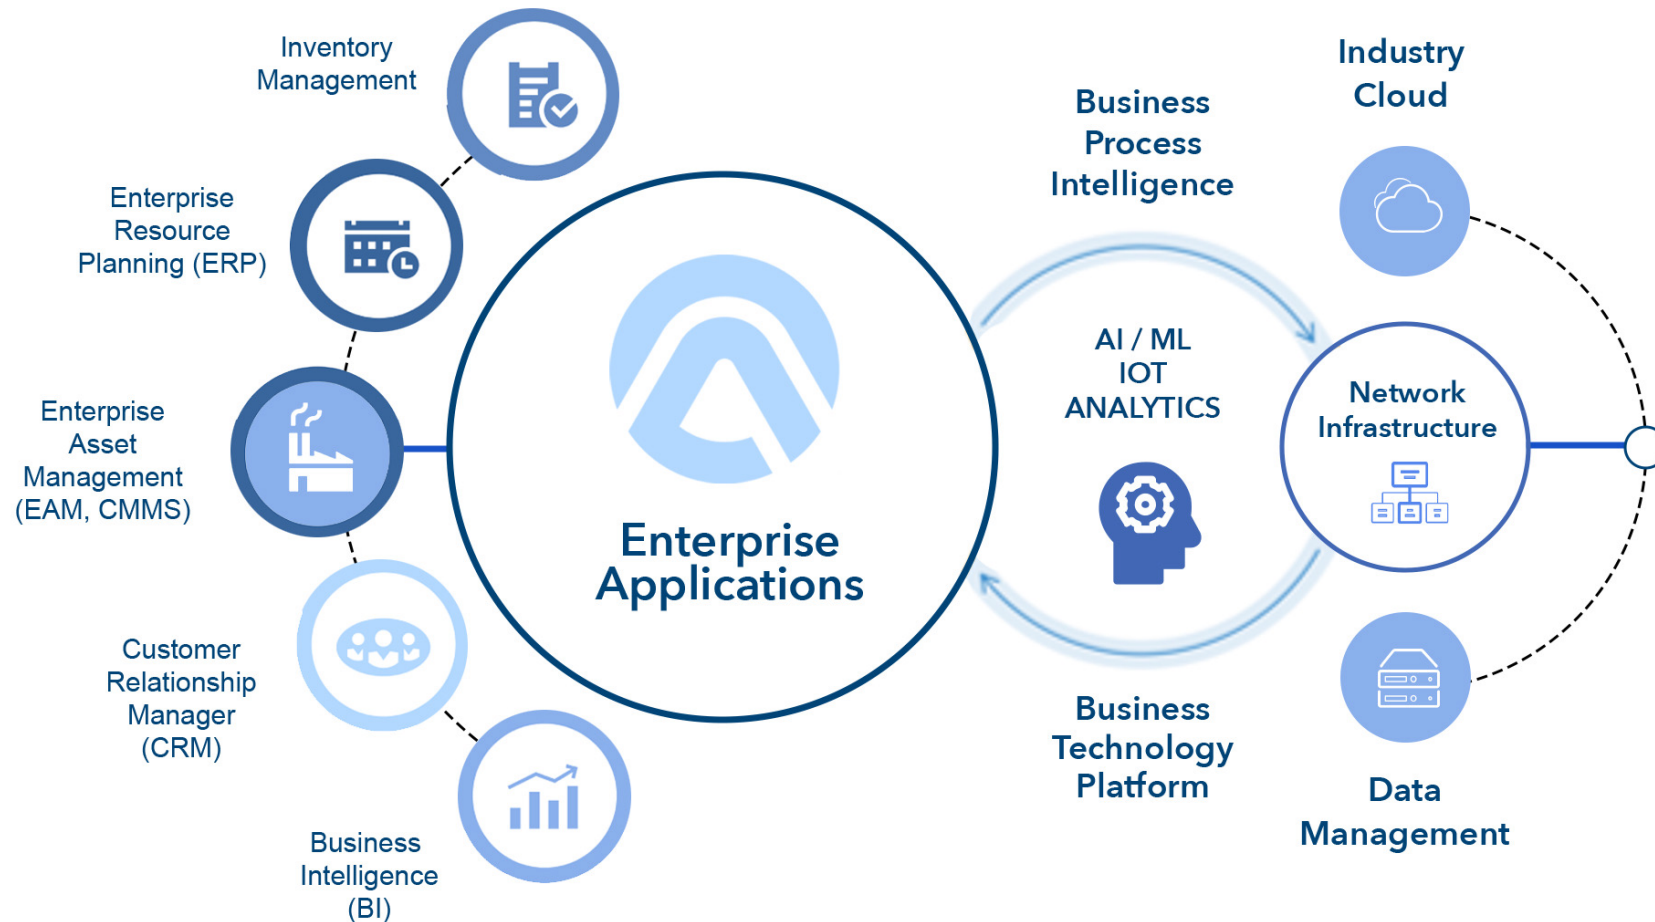 Inventory
Management
Enterprise
Resource
Planning (ERP)
Enterprise
Asset
Management
(EAM, CMMS)
Customer
Relationship
Manager
(CRM)
Business
Intelligence
(BI)
Enterprise
Applications
Business
Process
Intelligence
AI / ML
IOT
ANALYTICS
Business
Technology
Platform
Industry
Cloud
Network
Infrastructure
Data
Management